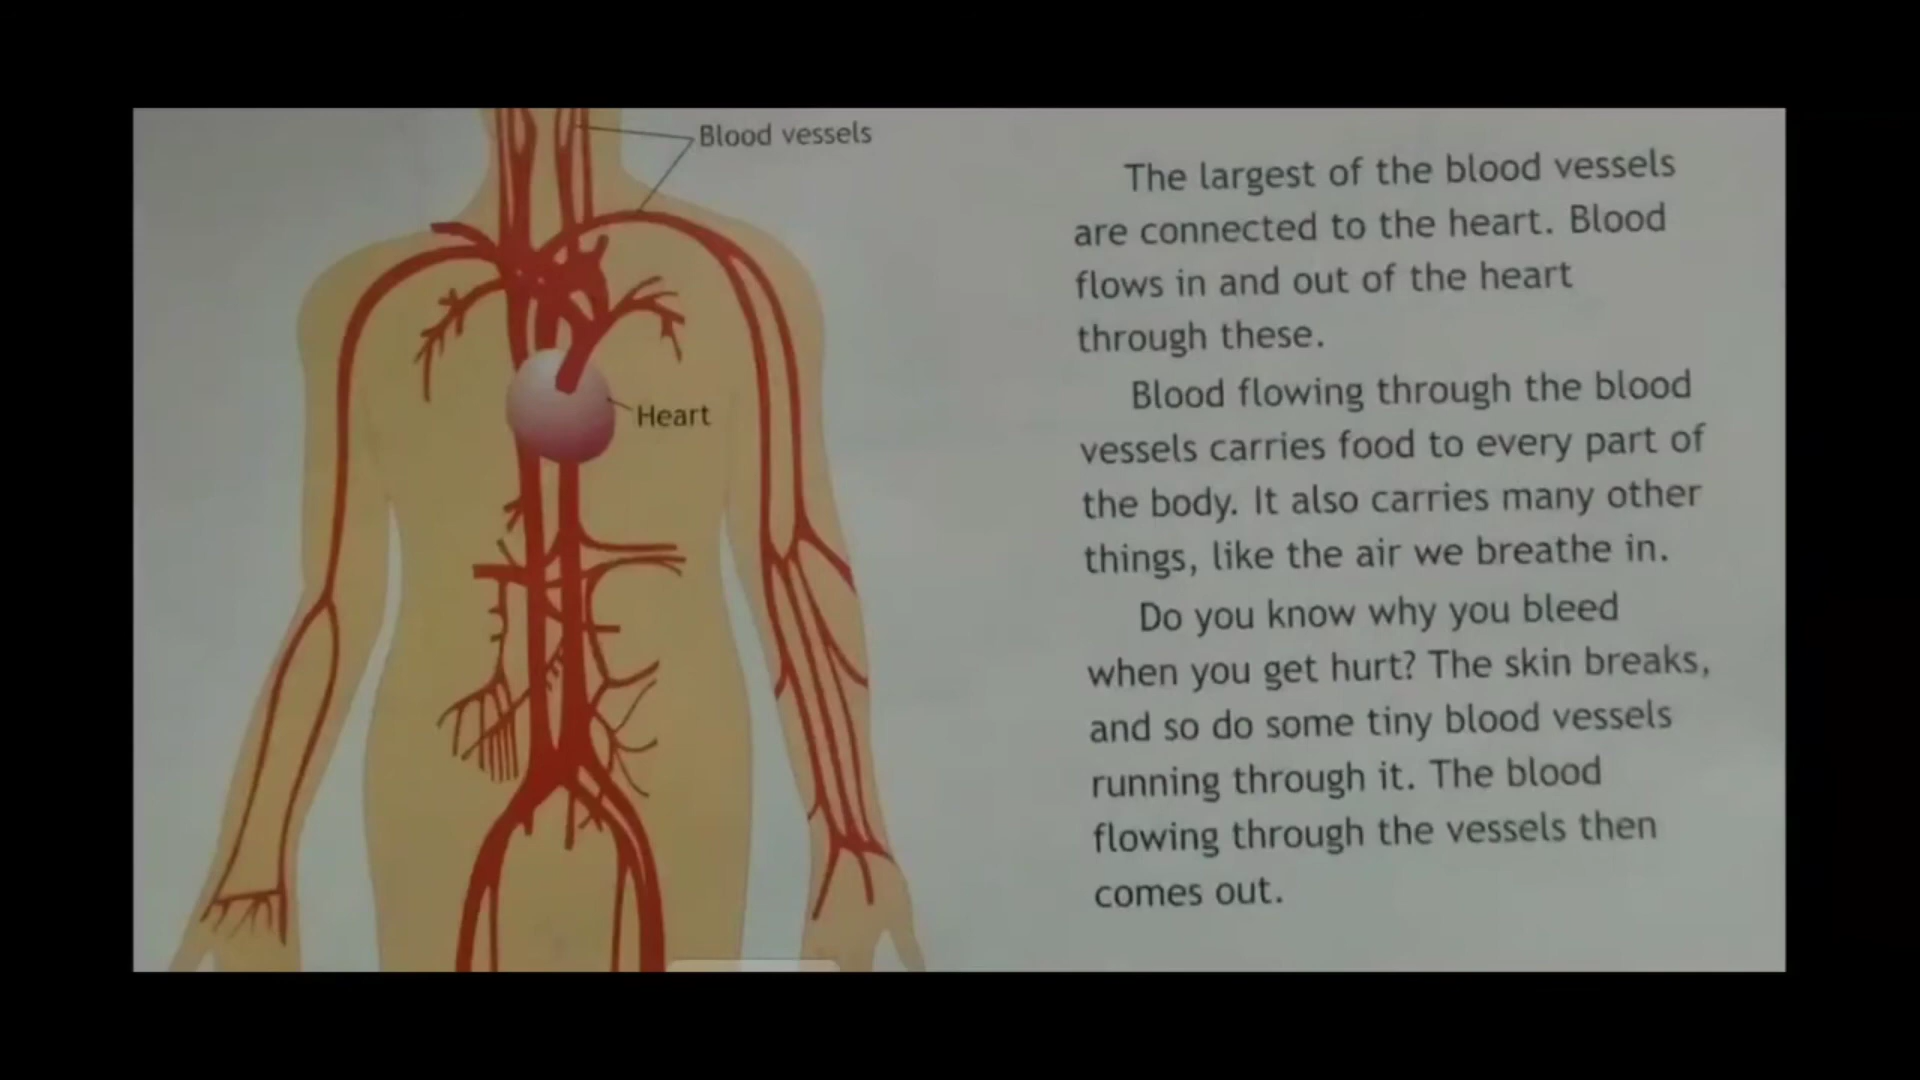 Blood vessels
Heart
The largest of the blood vessels
are connected to the heart. Blood
flows in and out of the heart
through these.
Blood flowing through the blood
vessels carries food to every part of
the body. It also carries many other
things, like the air we breathe in.
Do you know why you bleed
when you get hurt? The skin breaks,
and so do some tiny blood vessels
running through it. The blood
flowing through the vessels then
comes out.